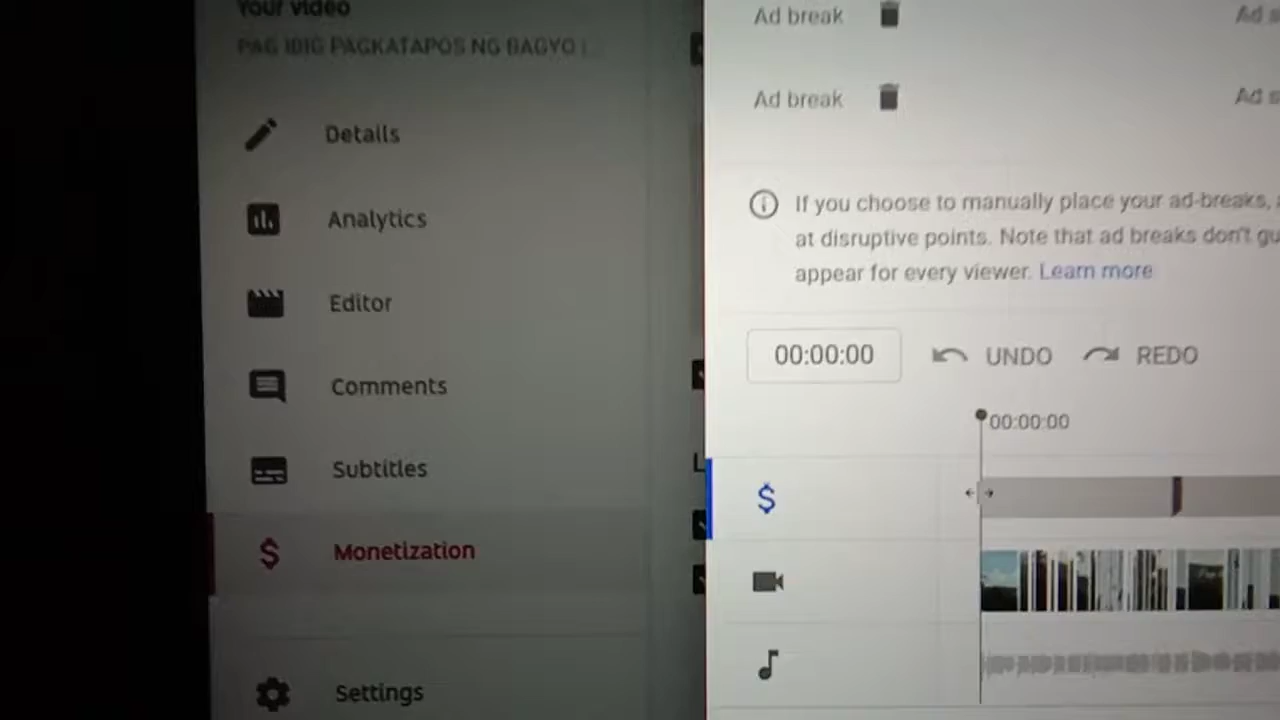 Your video
PAG IBIG PAGKATAPOS NG BAGYO
Details
Analytics
Editor
Comments
Subtitles
Monetization
Settings
Ad break
Ad
Ad break
Ad
If you choose to manually place your ad-breaks,
at disruptive points. Note that ad breaks don't gu
appear for every viewer. Learn more
00:00:00 UNDO REDO
00:00:00
$
$